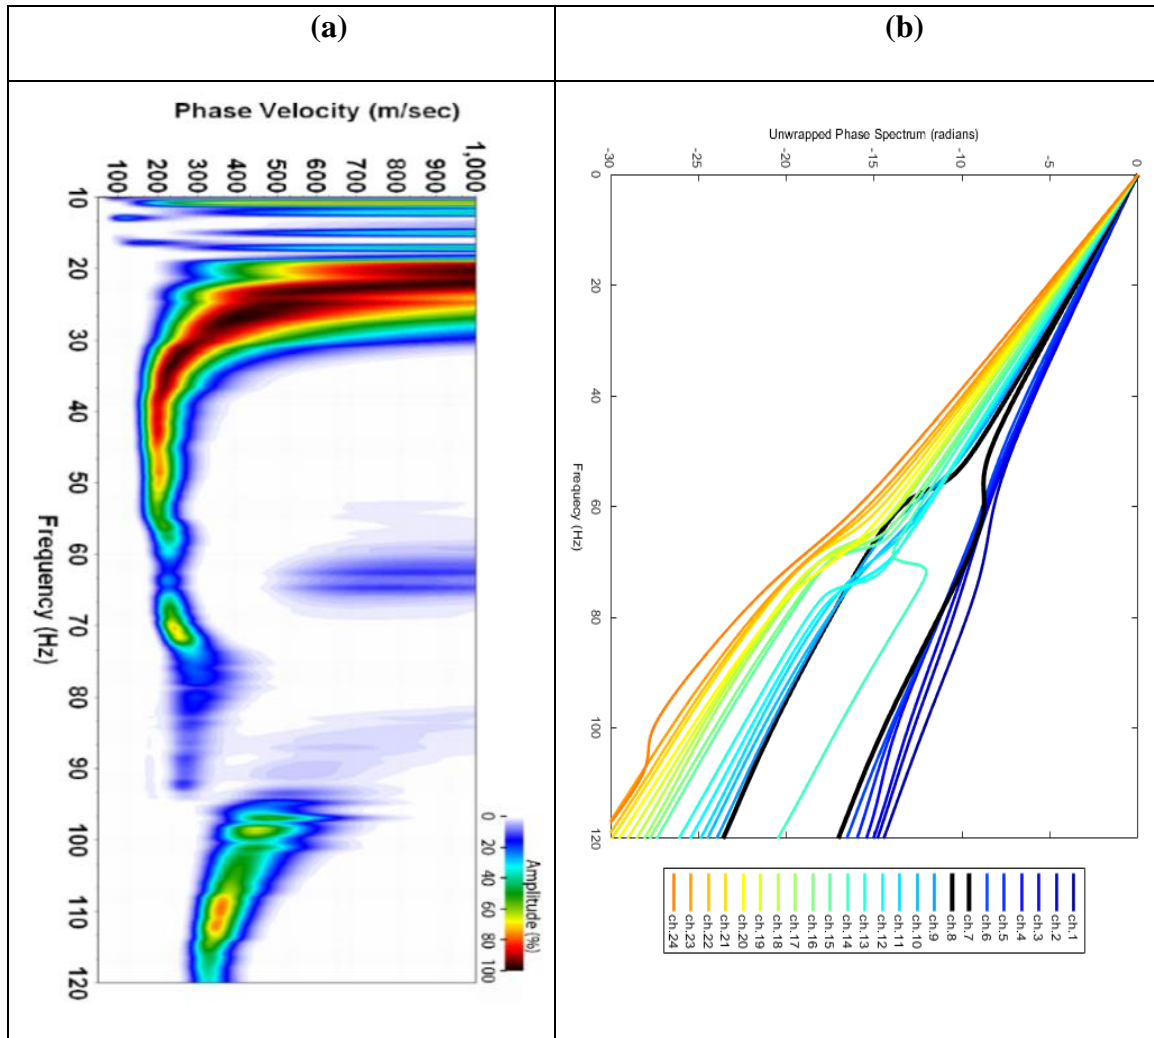 (a)
(b)
Phase Velocity (m/sec)
100
200
300
400
500
600
700
800
900
1,000
10
20
30
40
50
60
70
80
90
100
110
120
Frequency (Hz)
0
20
40
60
80
100
Amplitude (%)
Unwrapped Phase Spectrum (radians)
-30
-25
-20
-15
-10
-5
0
0
20
40
60
80
100
120
Frequecy (Hz)
ch.24
ch.23
ch.22
ch.21
ch.20
ch.19
ch.18
ch.17
ch.16
ch.15
ch.14
ch.13
ch.12
ch.11
ch.10
ch.9
ch.8
ch.7
ch.6
ch.5
ch.4
ch.3
ch.2
ch.1